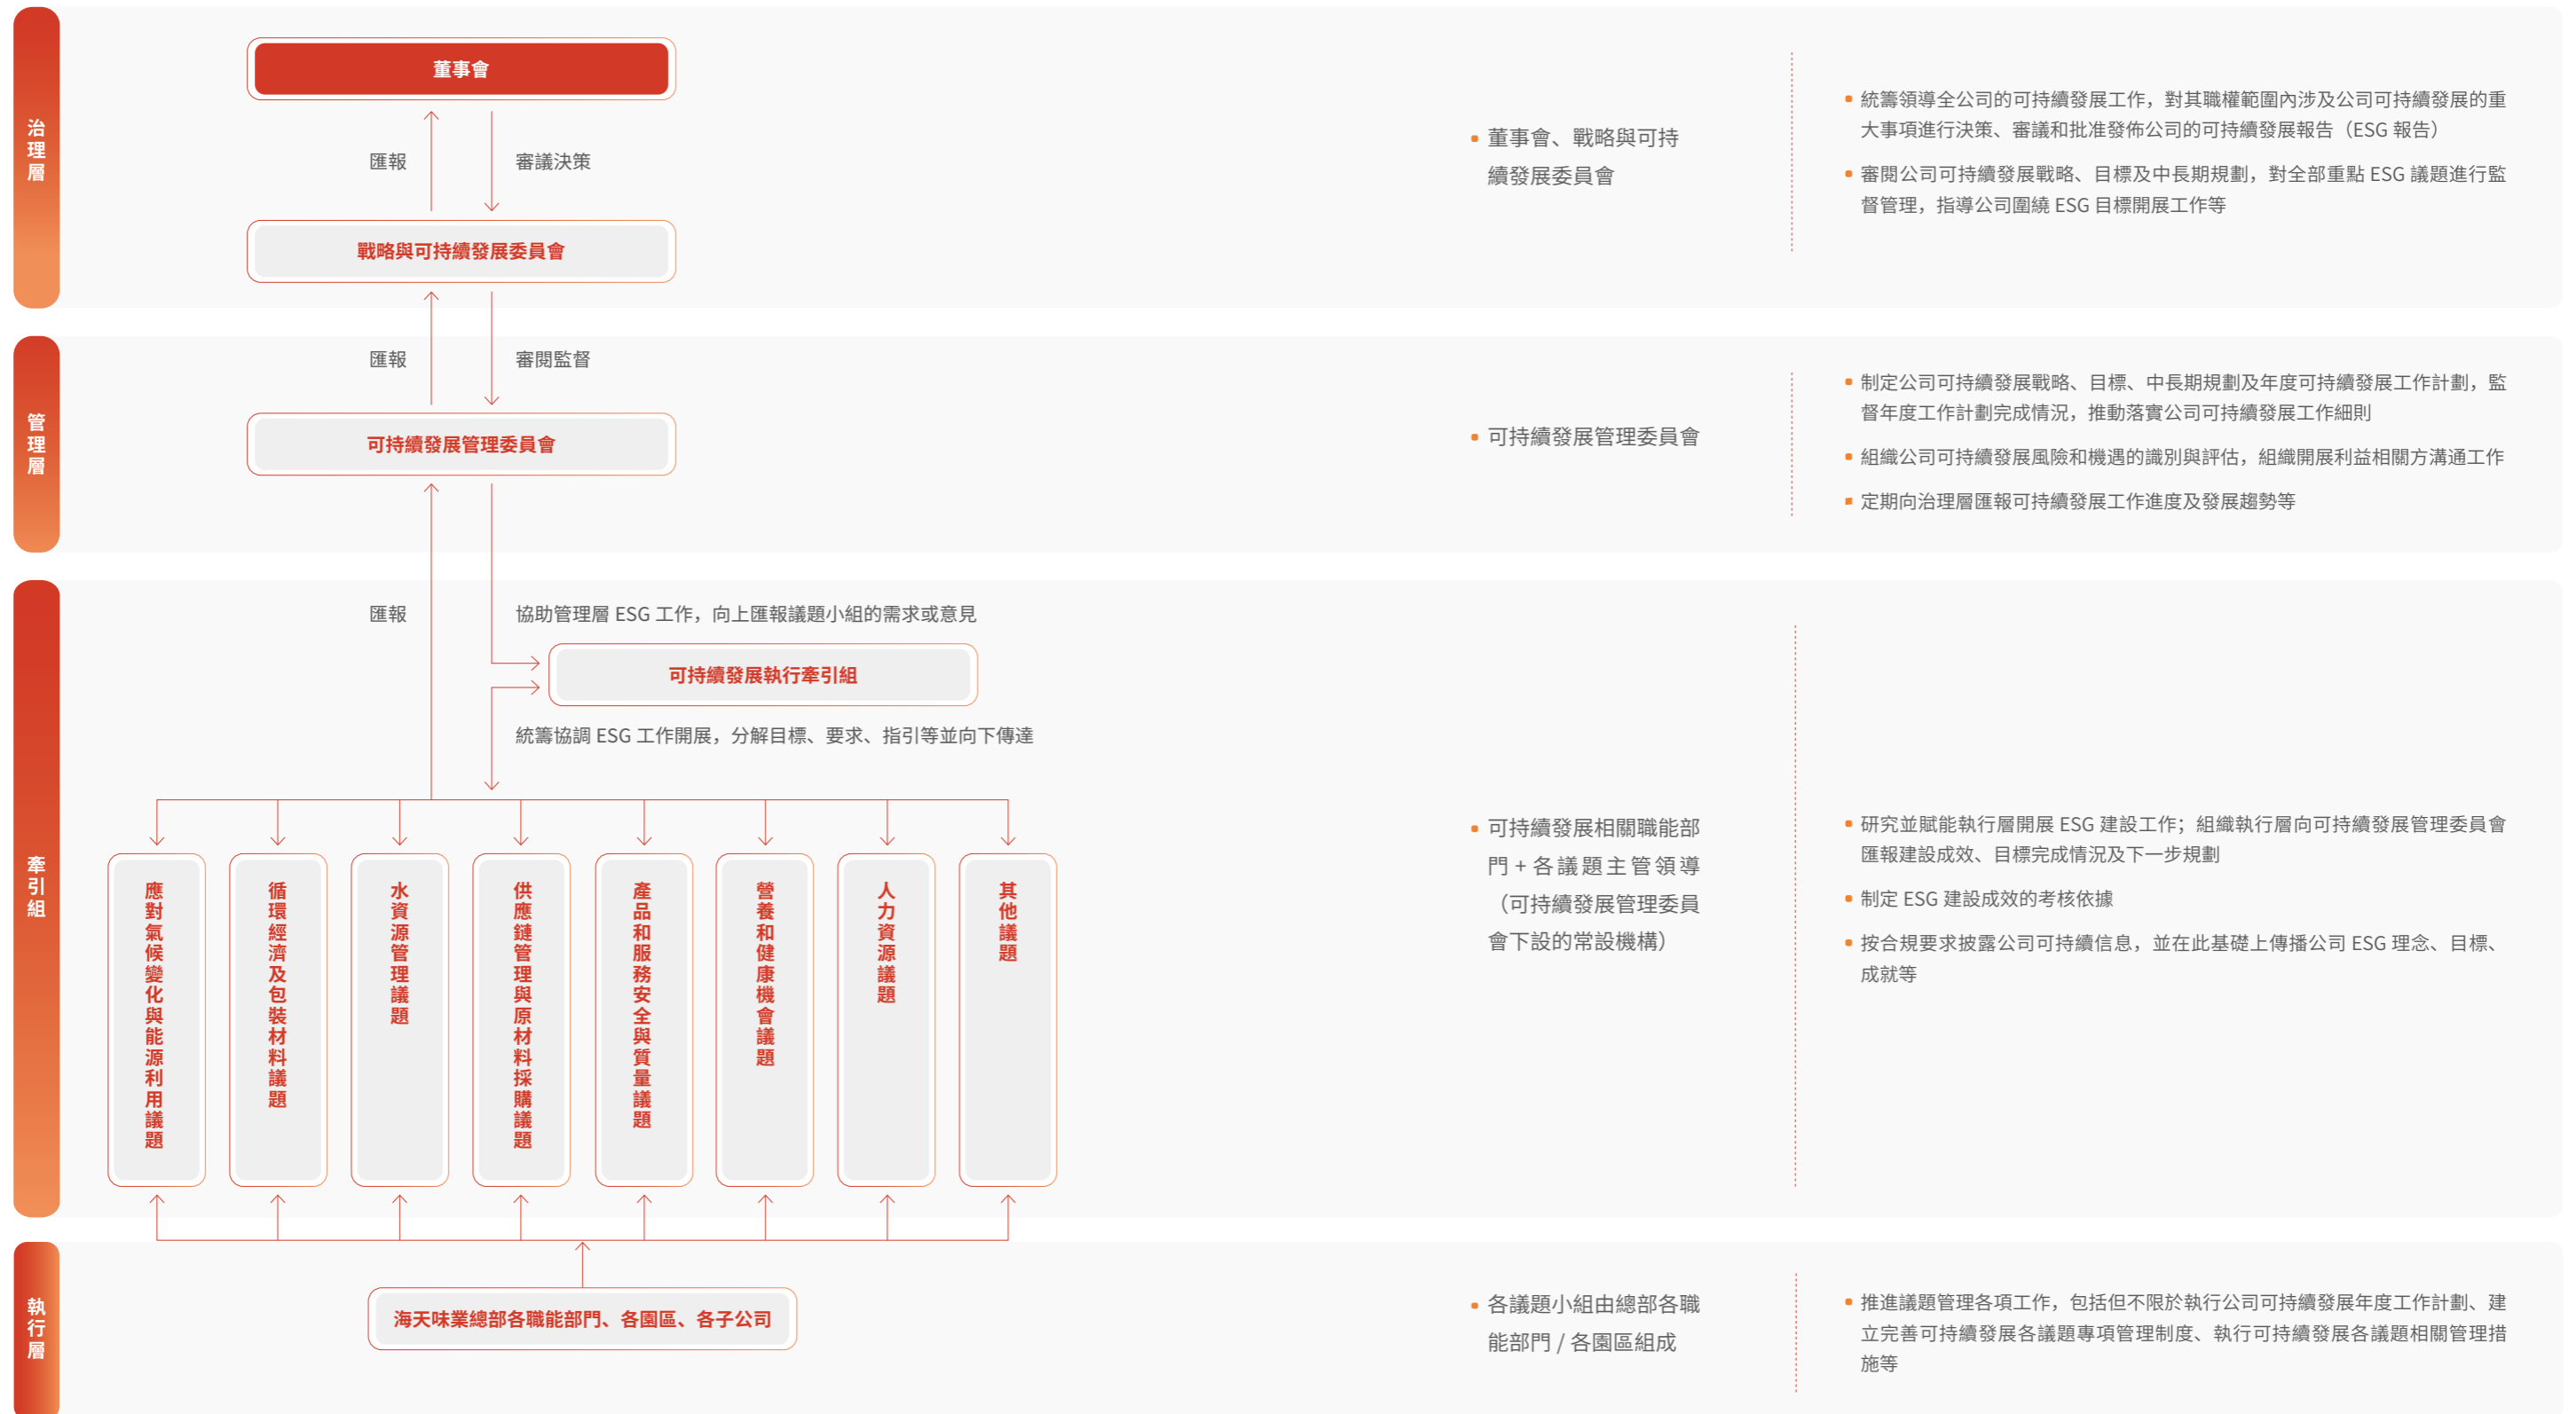 治理層
董事會
匯報
審議決策
戰略與可持續發展委員會
董事會、戰略與可持
續發展委員會
統籌領導全公司的可持續發展工作，對其職權範圍內涉及公司可持續發展的重
大事項進行決策、審議和批准發佈公司的可持續發展報告（ESG 報告）
審閱公司可持續發展戰略、目標及中長期規劃，對全部重點 ESG 議題進行監
督管理，指導公司圍繞 ESG 目標開展工作等
管理層
匯報
審閱監督
可持續發展管理委員會
可持續發展管理委員會
制定公司可持續發展戰略、目標、中長期規劃及年度可持續發展工作計劃，監
督年度工作計劃完成情況，推動落實公司可持續發展工作細則
組織公司可持續發展風險和機遇的識別與評估，組織開展利益相關方溝通工作
定期向治理層匯報可持續發展工作進度及發展趨勢等
牽引組
匯報
協助管理層 ESG 工作，向上匯報議題小組的需求或意見
可持續發展執行牽引組
統籌協調 ESG 工作開展，分解目標、要求、指引等並向下傳達
應對氣候變化與能源利用議題
循環經濟及包裝材料議題
水資源管理議題
供應鏈管理與原材料採購議題
產品和服務安全與質量議題
營養和健康機會議題
人力資源議題
其他議題
可持續發展相關職能部
門 + 各議題主管領導
（可持續發展管理委員
會下設的常設機構）
研究並賦能執行層開展 ESG 建設工作；組織執行層向可持續發展管理委員會
匯報建設成效、目標完成情況及下一步規劃
制定 ESG 建設成效的考核依據
按合規要求披露公司可持續信息，並在此基礎上傳播公司 ESG 理念、目標、
成就等
執行層
海天味業總部各職能部門、各園區、各子公司
各議題小組由總部各職
能部門 / 各園區組成
推進議題管理各項工作，包括但不限於執行公司可持續發展年度工作計劃、建
立完善可持續發展各議題專項管理制度、執行可持續發展各議題相關管理措
施等